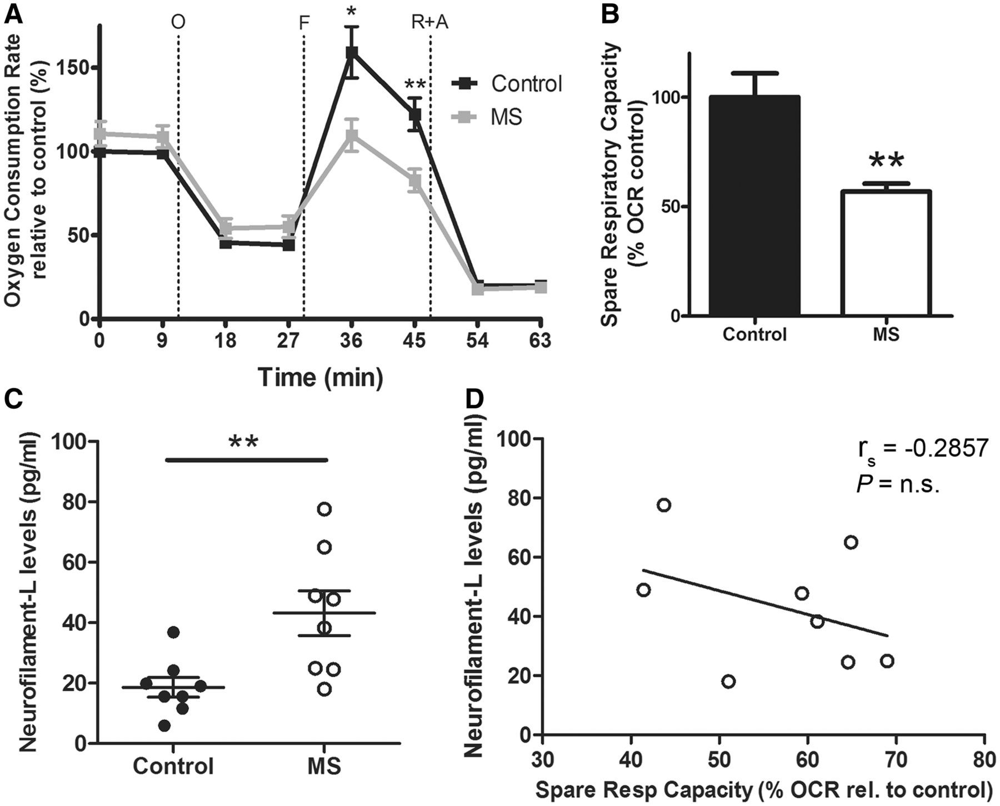 A
Oxygen Consumption Rate
relative to control (%)
O
F
*
R+A
**
150
100
50
0
Control
MS
0 9 18 27 36 45 54 63
Time (min)
B
Spare Respiratory Capacity
(% OCR control)
100
50
0
**
Control MS
C
Neurofilament-L levels (pg/ml)
100
80
60
40
20
0
**
Control MS
D
Neurofilament-L levels (pg/ml)
100
80
60
40
20
0
rs = -0.2857
P = n.s.
30 40 50 60 70 80
Spare Resp Capacity (% OCR rel. to control)